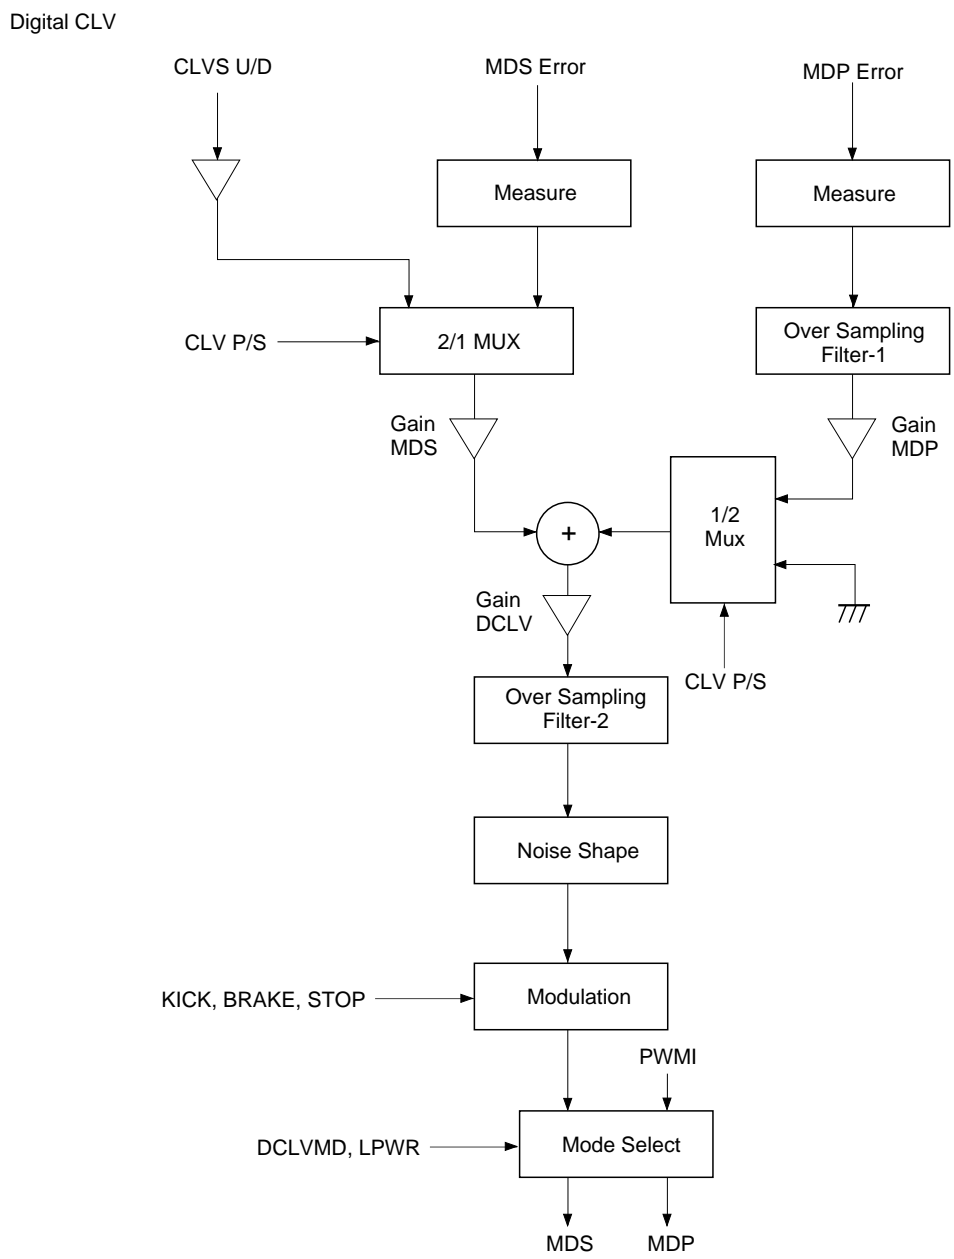 Digital CLV
CLVS U/D
MDS Error
MDP Error
Measure
Measure
CLV P/S
2/1 MUX
Over Sampling
Filter-1
Gain
MDS
Gain
MDP
1/2
Mux
+
Gain
DCLV
CLV P/S
Over Sampling
Filter-2
Noise Shape
KICK, BRAKE, STOP
Modulation
PWMI
DCLVMD, LPWR
Mode Select
MDS
MDP